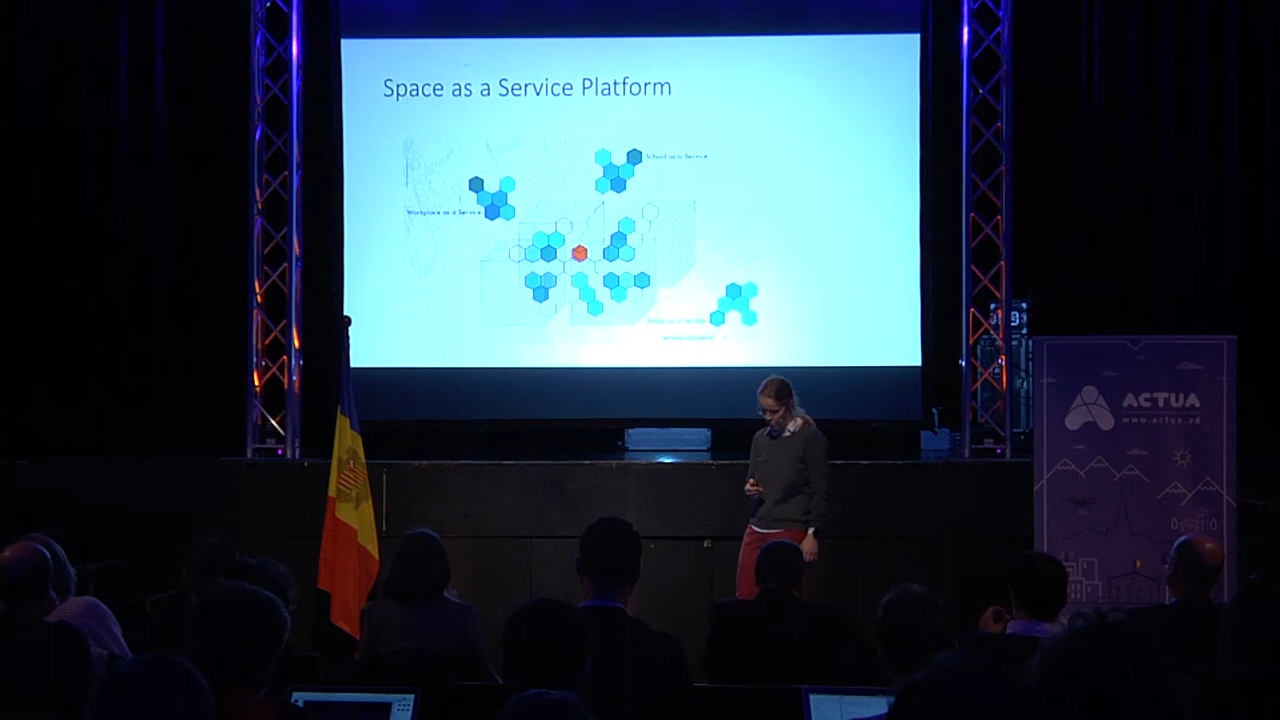 Space as a Service Platform
School as a Service
Workplace as a Service
ACTUA
www.actua.ad